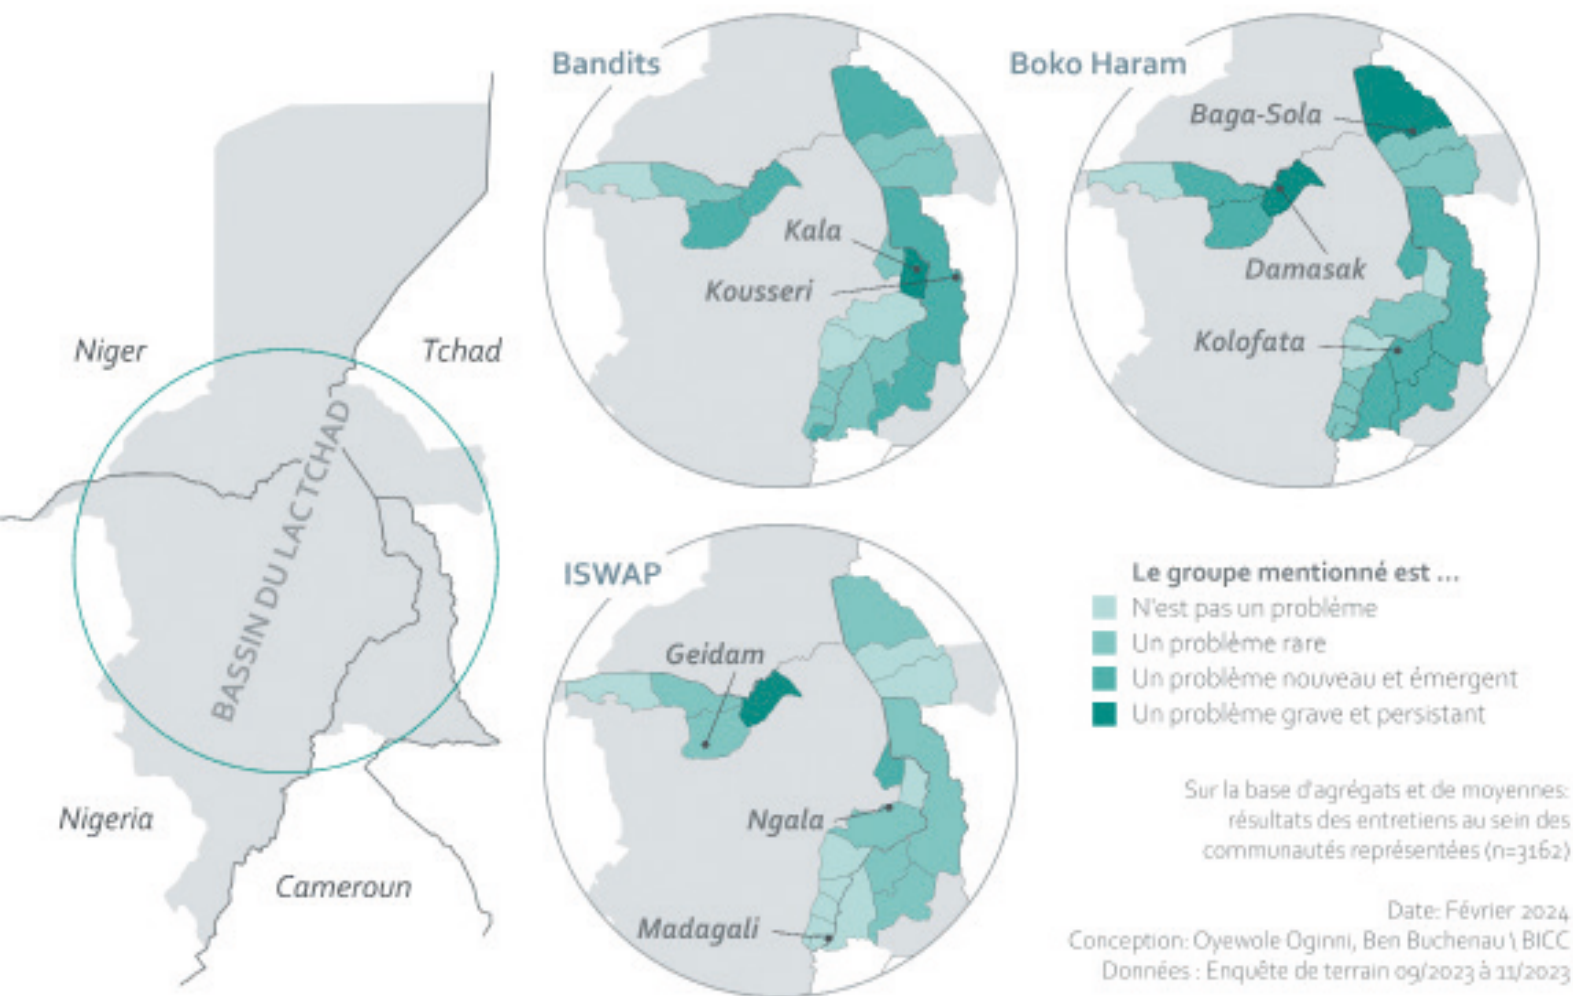 Niger
Tchad
BASSIN DU LAC TCHAD
Nigeria
Cameroun
Bandits
Kala
Kousseri
Boko Haram
Baga-Sola
Damasak
Kolofata
ISWAP
Geidam
Ngala
Madagali
Le groupe mentionné est ...
N'est pas un problème
Un problème rare
Un problème nouveau et émergent
Un problème grave et persistant
Sur la base d'agrégats et de moyennes:
résultats des entretiens au sein des
communautés représentées (n=3162)
Date: Février 2024
Conception: Oyewole Oginni, Ben Buchenau \ BICC
Données : Enquête de terrain 09/2023 à 11/2023